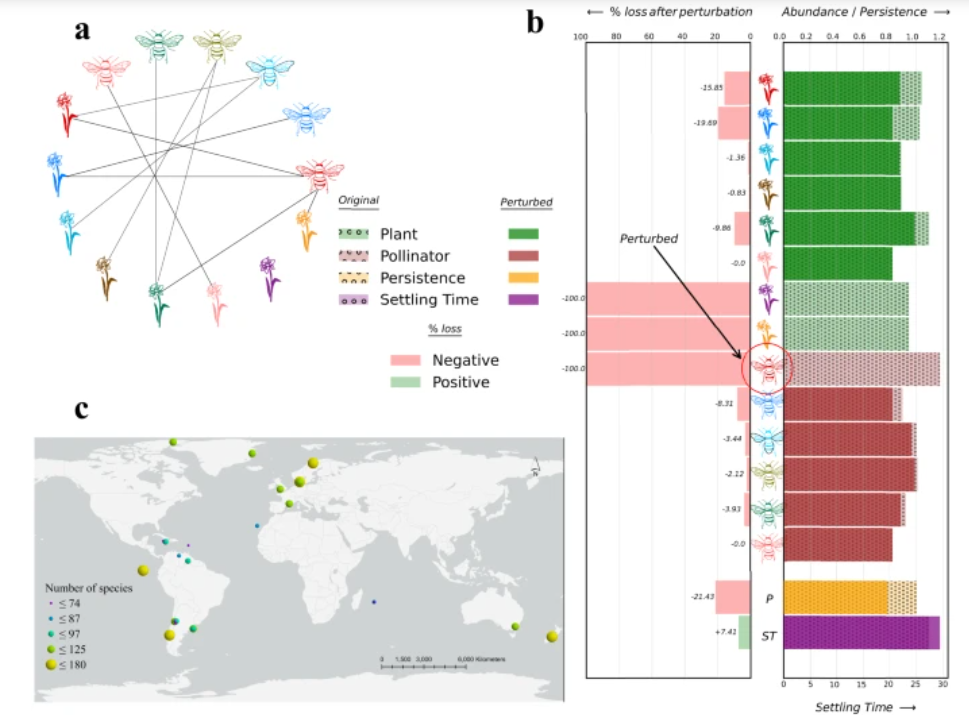 a
b
← % loss after perturbation
Abundance / Persistence →
100 80 60 40 20 0
0.0 0.2 0.4 0.6 0.8 1.0 1.2
-15.85
-19.69
-1.36
-0.83
-9.86
-0.0
-100.0
-100.0
-100.0
-8.31
-3.44
-2.12
-3.93
-0.0
-21.43
P
+7.41
ST
0 5 10 15 20 25 30
Settling Time →
Perturbed
Original
Perturbed
Plant
Pollinator
Persistence
Settling Time
% loss
Negative
Positive
c
Number of species
≤ 74
≤ 87
≤ 97
≤ 125
≤ 180
0 1,500 3,000 6,000 Kilometers